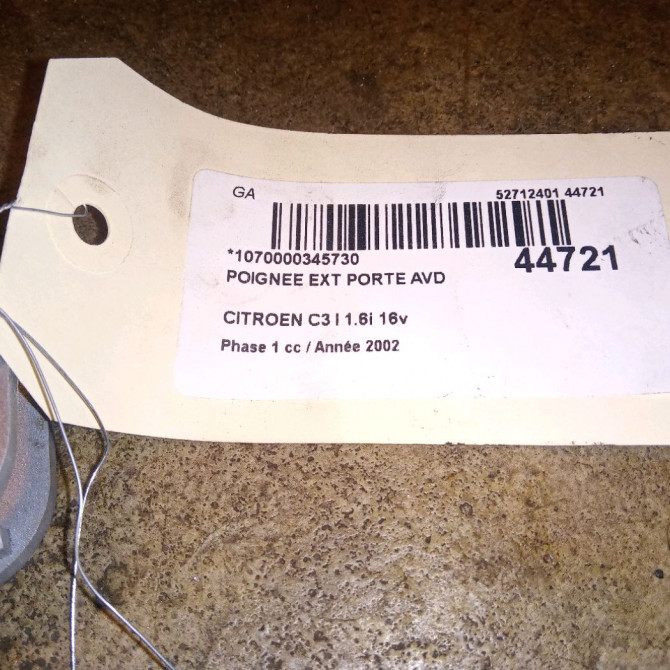 GA 52712401 44721
*1070000345730 44721
POIGNEE EXT PORTE AVD
CITROEN C3 I 1.6i 16v
Phase 1 cc / Année 2002